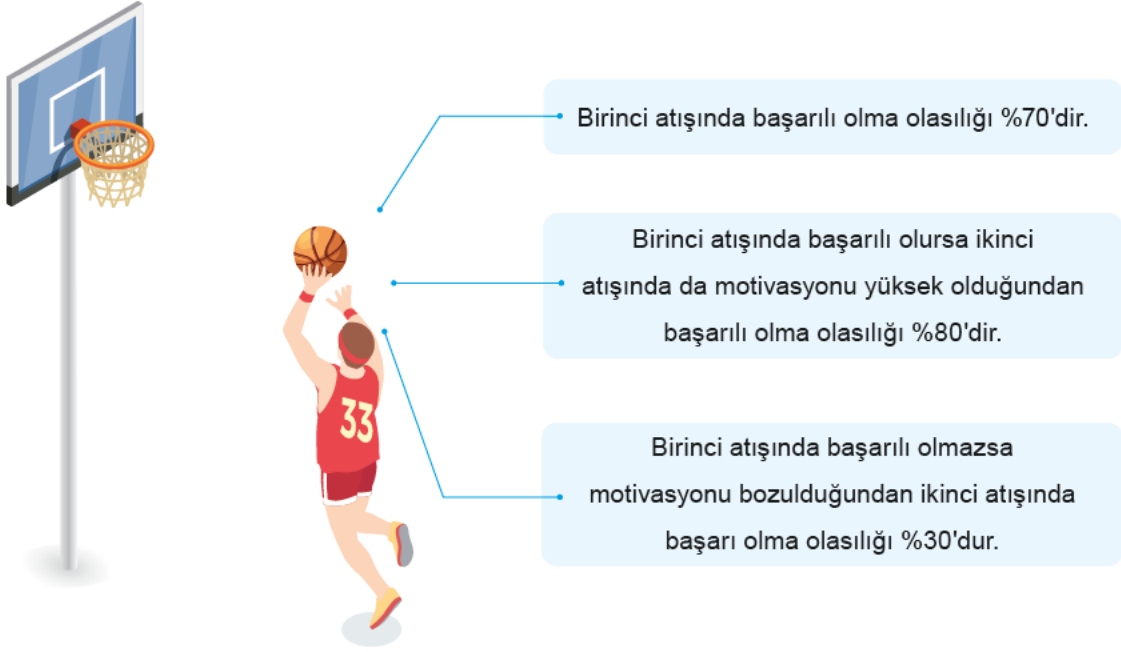 Birinci atışında başarılı olma olasılığı %70'dir.
Birinci atışında başarılı olursa ikinci
atışında da motivasyonu yüksek olduğundan
başarılı olma olasılığı %80'dir.
33
Birinci atışında başarılı olmazsa
motivasyonu bozulduğundan ikinci atışında
başarı olma olasılığı %30'dur.